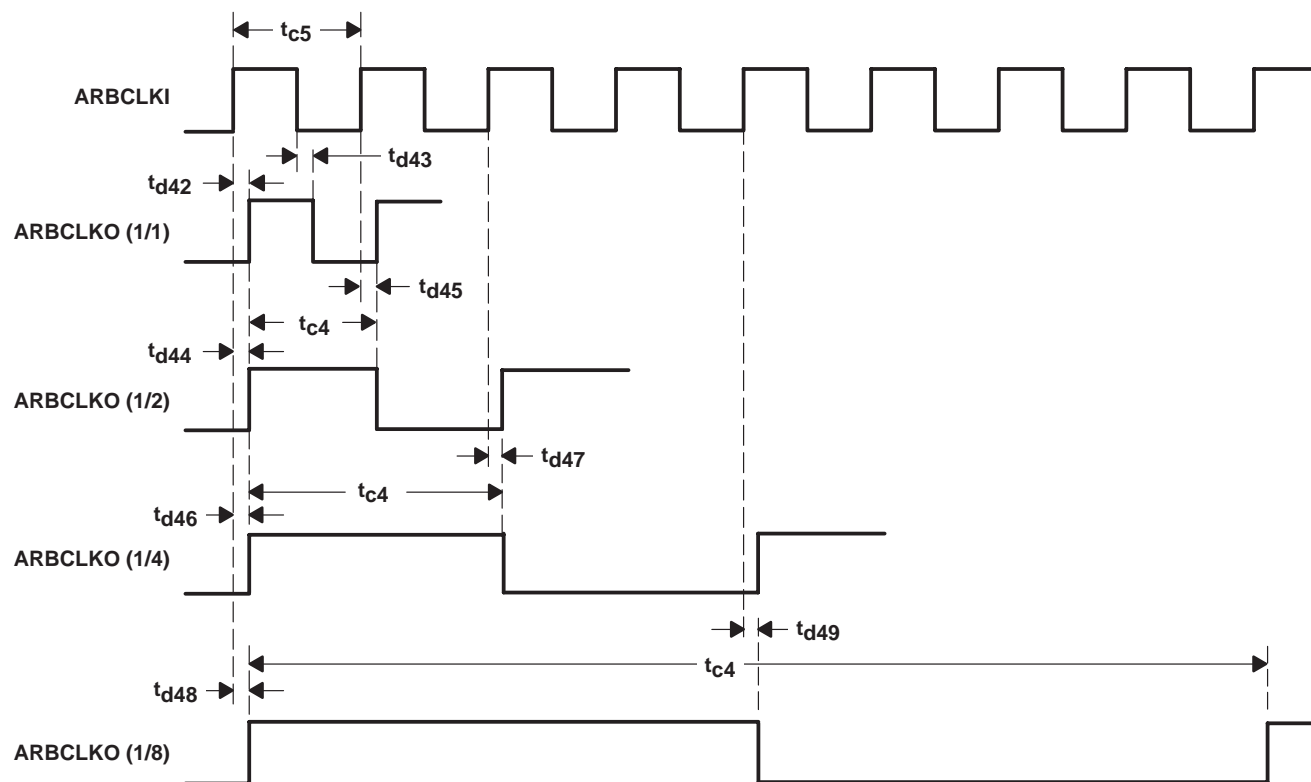 tc5
ARBCLKI
td43
td42
ARBCLKO (1/1)
td45
tc4
td44
ARBCLKO (1/2)
td47
tc4
td46
ARBCLKO (1/4)
td49
tc4
td48
ARBCLKO (1/8)